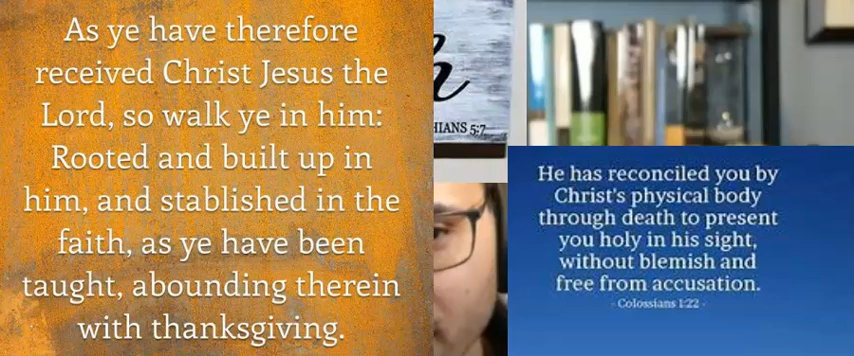 As ye have therefore
received Christ Jesus the
Lord, so walk ye in him:
Rooted and built up in
him, and stablished in the
faith, as ye have been
taught, abounding therein
with thanksgiving.
h
HIANS 5:7
He has reconciled you by
Christ's physical body
through death to present
you holy in his sight,
without blemish and
free from accusation.
- Colossians 1:22 -